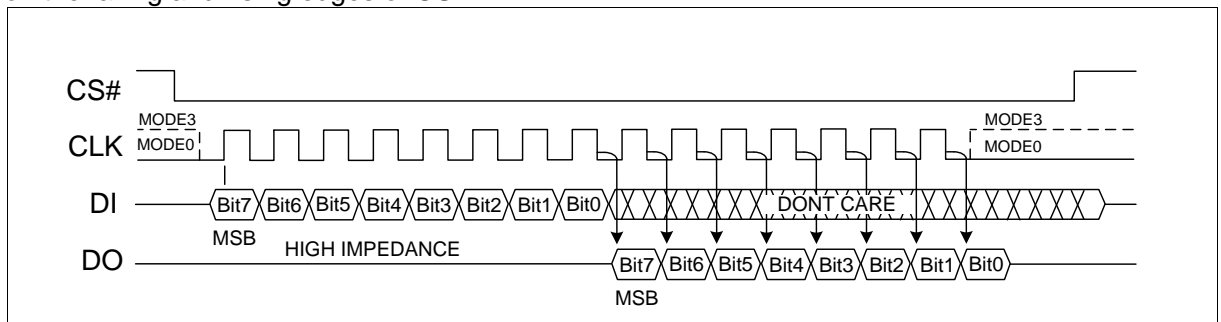 CS#
MODE3 MODE3
CLK MODE0 MODE0
DI Bit7 Bit6 Bit5 Bit4 Bit3 Bit2 Bit1 Bit0 DONT CARE
MSB HIGH IMPEDANCE
DO Bit7 Bit6 Bit5 Bit4 Bit3 Bit2 Bit1 Bit0
MSB